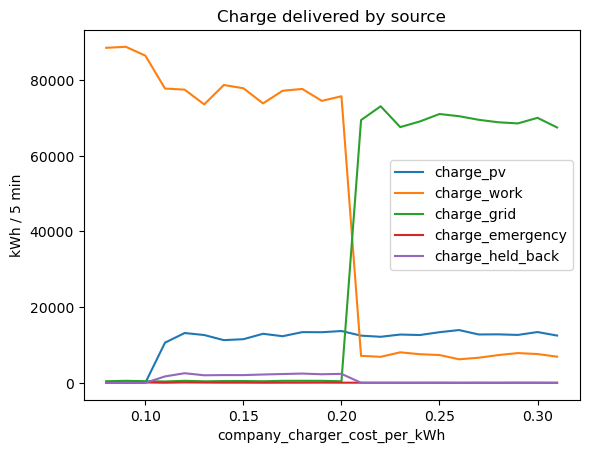 Charge delivered by source
kWh / 5 min
80000
60000
40000
20000
0
charge_pv
charge_work
charge_grid
charge_emergency
charge_held_back
0.10 0.15 0.20 0.25 0.30
company_charger_cost_per_kWh